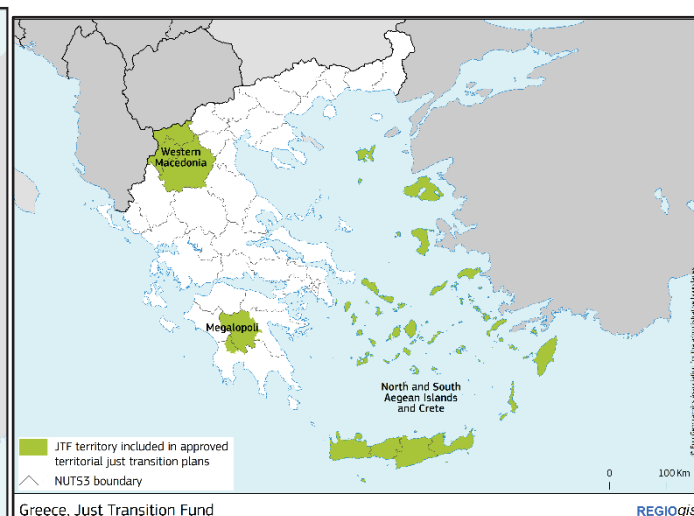 Western
Macedonia
Megalopoli
North and South
Aegean Islands
and Crete
JTF territory included in approved
territorial just transition plans
NUTS3 boundary
0 100 Km
Greece, Just Transition Fund
REGIOgis